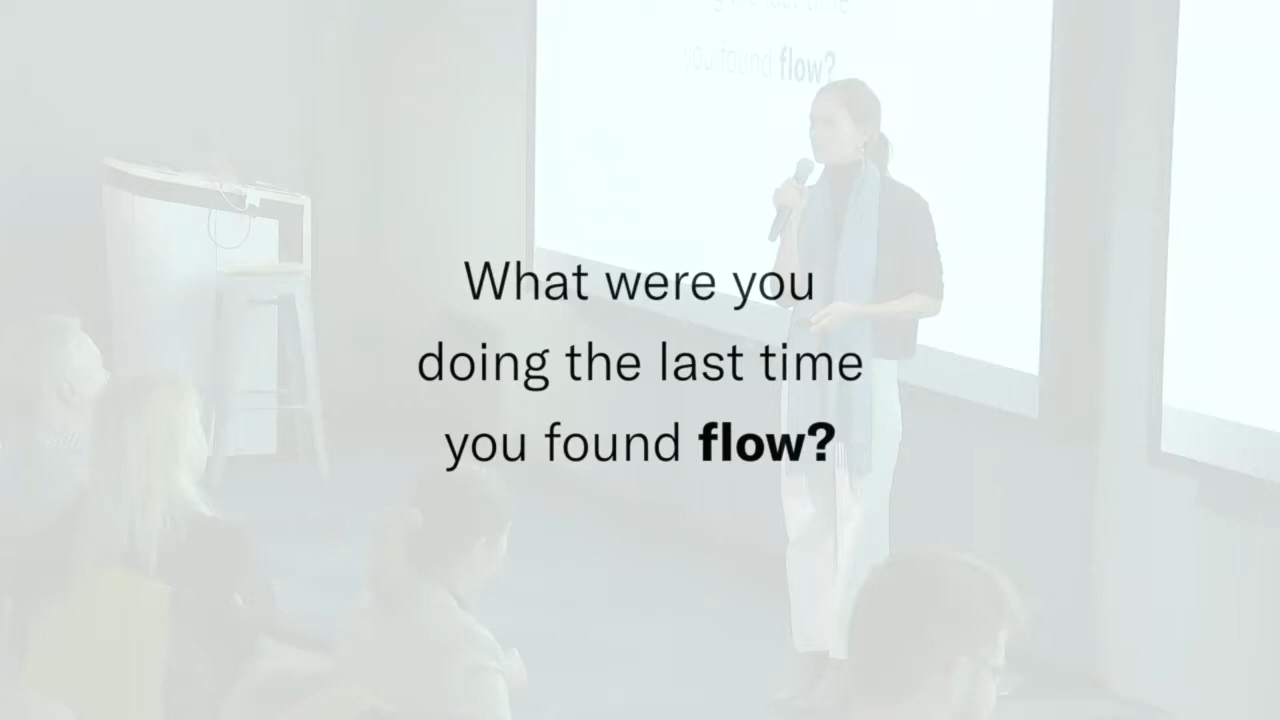 you found flow?
What were you
doing the last time
you found flow?